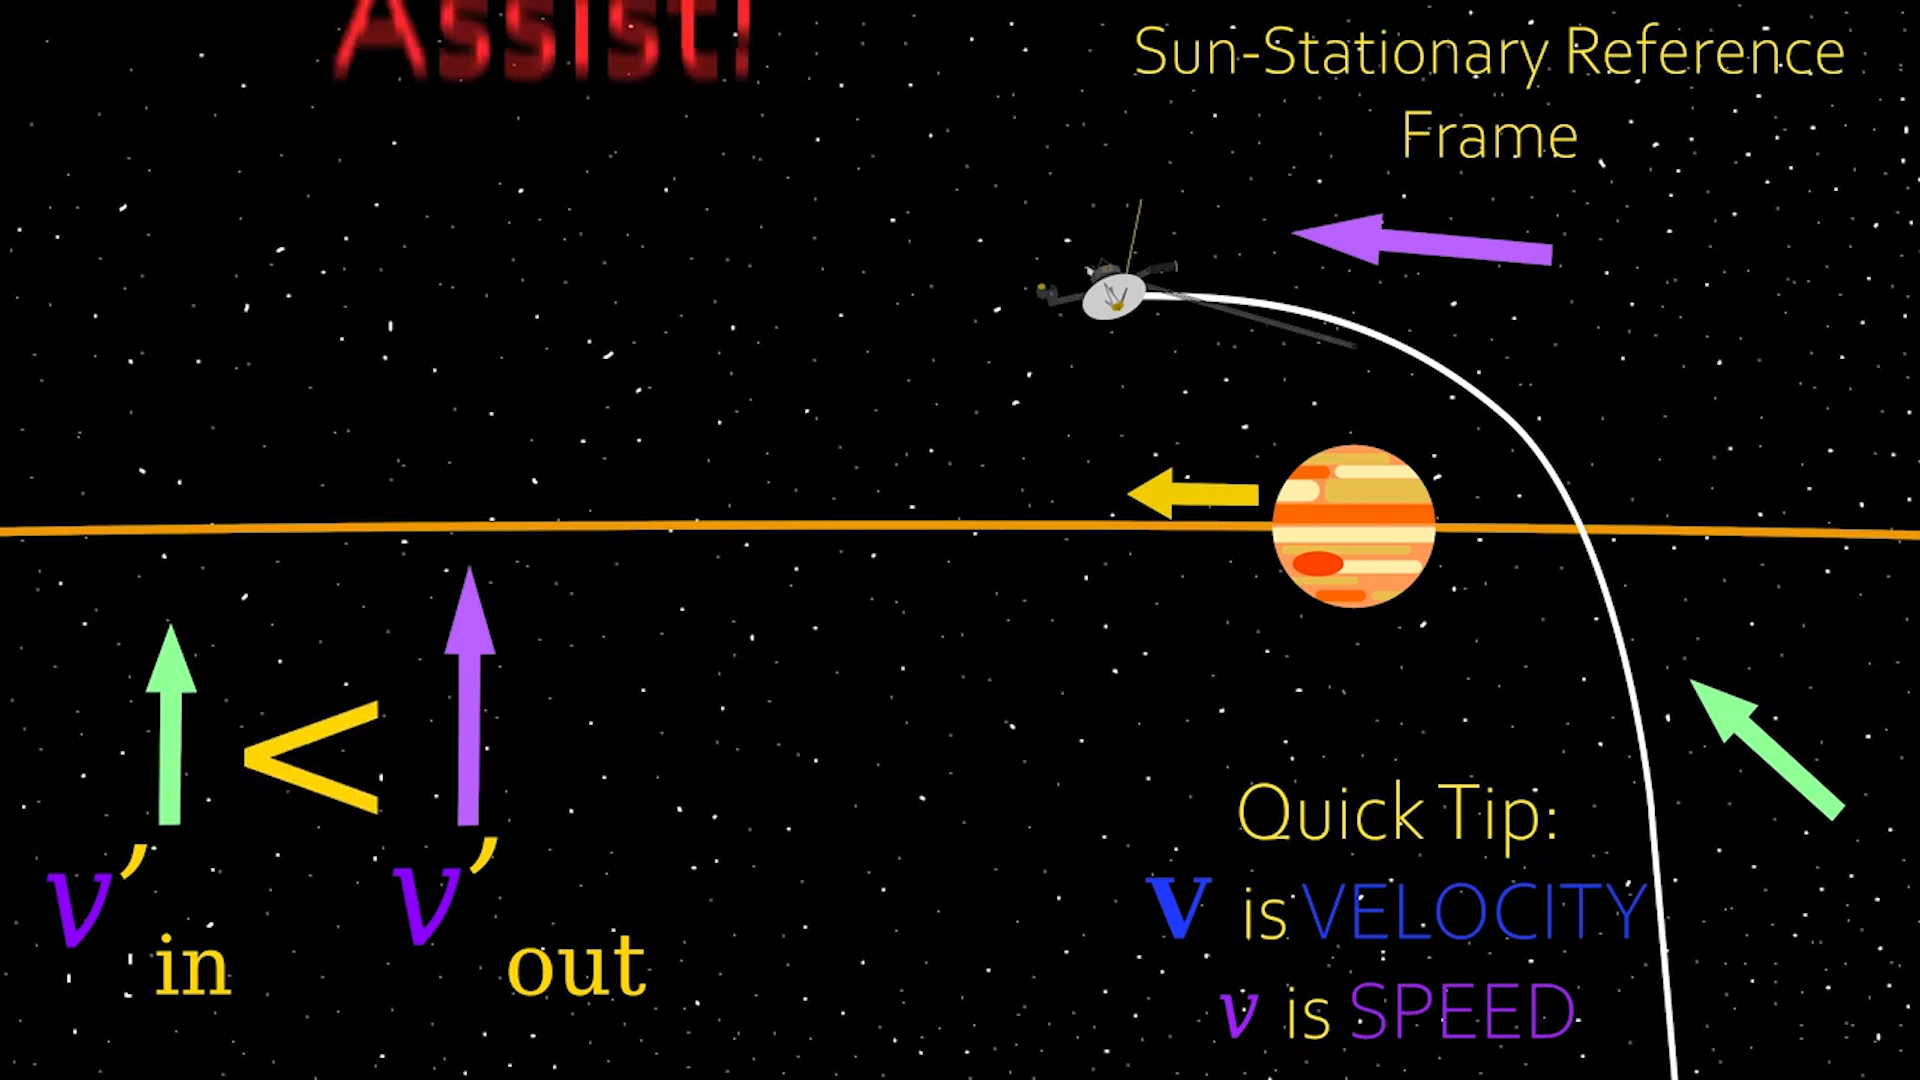 Assist!
Sun-Stationary Reference
Frame
<
v’in
v’out
Quick Tip:
v is VELOCITY
v is SPEED